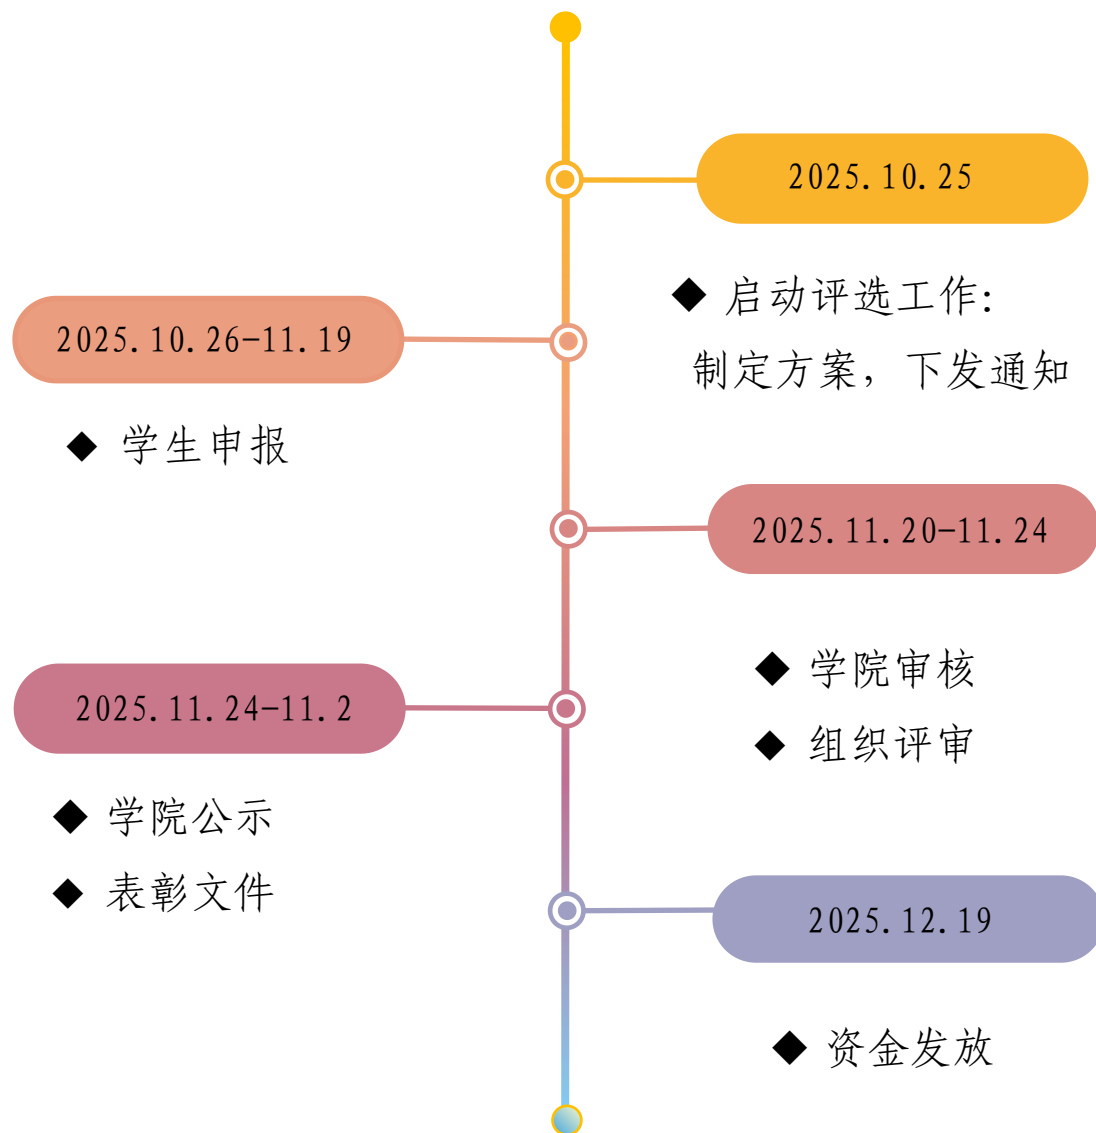 2025.10.25
◆ 启动评选工作：
制定方案，下发通知
2025.10.26-11.19
◆ 学生申报
2025.11.20-11.24
◆ 学院审核
◆ 组织评审
2025.11.24-11.2
◆ 学院公示
◆ 表彰文件
2025.12.19
◆ 资金发放